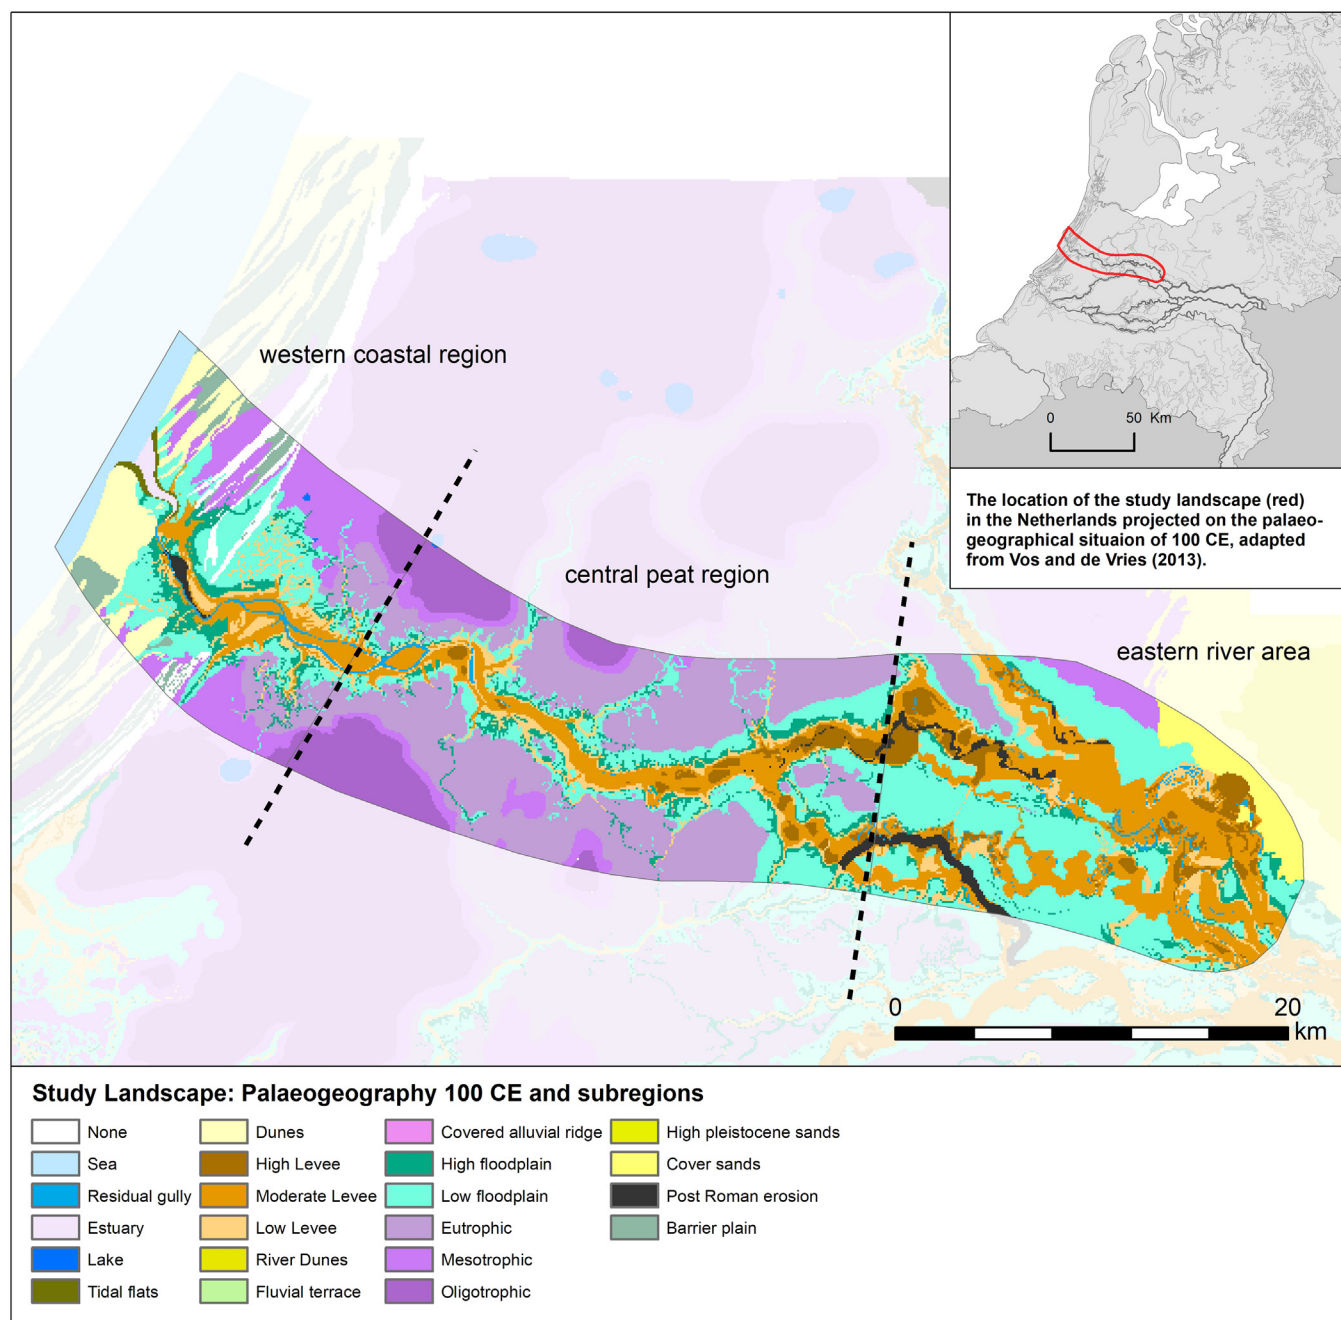 western coastal region
central peat region
eastern river area
0 50 Km
The location of the study landscape (red)
in the Netherlands projected on the palaeo-
geographical situaion of 100 CE, adapted
from Vos and de Vries (2013).
0 20
km
Study Landscape: Palaeogeography 100 CE and subregions
None
Sea
Residual gully
Estuary
Lake
Tidal flats
Dunes
High Levee
Moderate Levee
Low Levee
River Dunes
Fluvial terrace
Covered alluvial ridge
High floodplain
Low floodplain
Eutrophic
Mesotrophic
Oligotrophic
High pleistocene sands
Cover sands
Post Roman erosion
Barrier plain